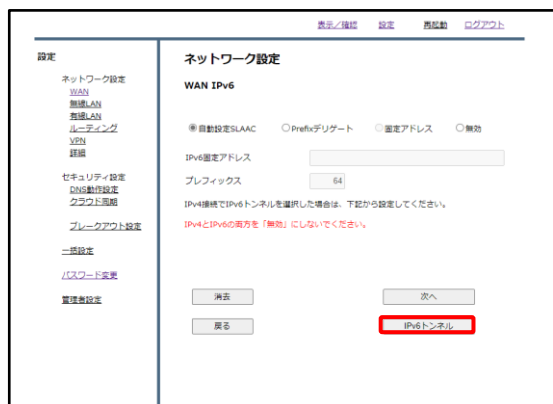 表示／確認 設定 再起動 ログアウト
設定
ネットワーク設定
WAN
無線LAN
有線LAN
ルーティング
VPN
詳細
セキュリティ設定
DNS動作設定
クラウド同期
ブレークアウト設定
一括設定
パスワード変更
管理者設定
ネットワーク設定
WAN IPv6
自動設定SLAAC Prefixデリゲート 固定アドレス 無効
IPv6固定アドレス
プレフィックス 64
IPv4接続でIPv6トンネルを選択した場合は、下記から設定してください。
IPv4とIPv6の両方を「無効」にしないでください。
消去 次へ
戻る IPv6トンネル